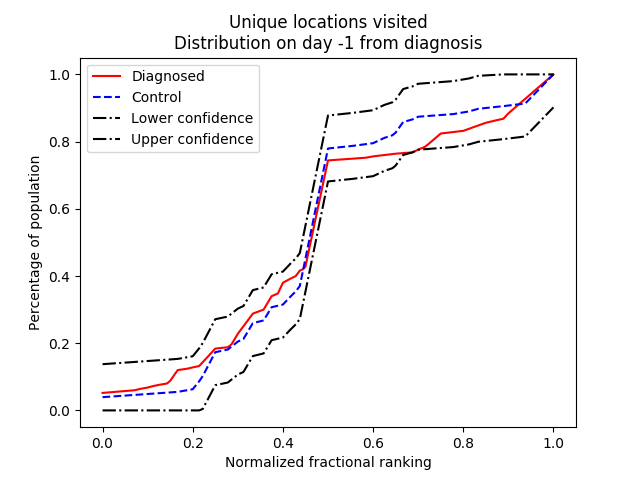 Unique locations visited
Distribution on day -1 from diagnosis
Diagnosed
Control
Lower confidence
Upper confidence
Percentage of population
1.0
0.8
0.6
0.4
0.2
0.0
0.0 0.2 0.4 0.6 0.8 1.0
Normalized fractional ranking